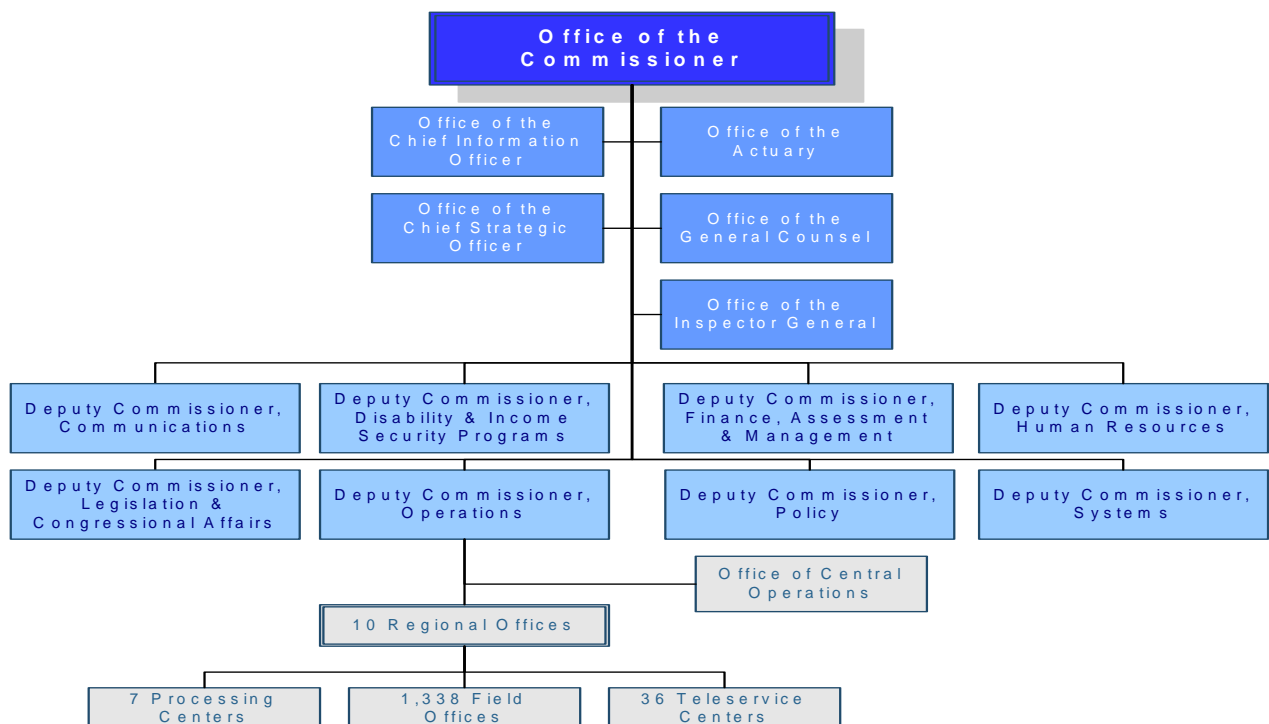 Office of the
Commissioner
Office of the
Chief Information
Officer
Office of the
Actuary
Office of the
Chief Strategic
Officer
Office of the
General Counsel
Office of the
Inspector General
Deputy Commissioner,
Communications
Deputy Commissioner,
Disability & Income
Security Programs
Deputy Commissioner,
Finance, Assessment
& Management
Deputy Commissioner,
Human Resources
Deputy Commissioner,
Legislation &
Congressional Affairs
Deputy Commissioner,
Operations
Deputy Commissioner,
Policy
Deputy Commissioner,
Systems
Office of Central
Operations
10 Regional Offices
7 Processing
Centers
1,338 Field
Offices
36 Teleservice
Centers